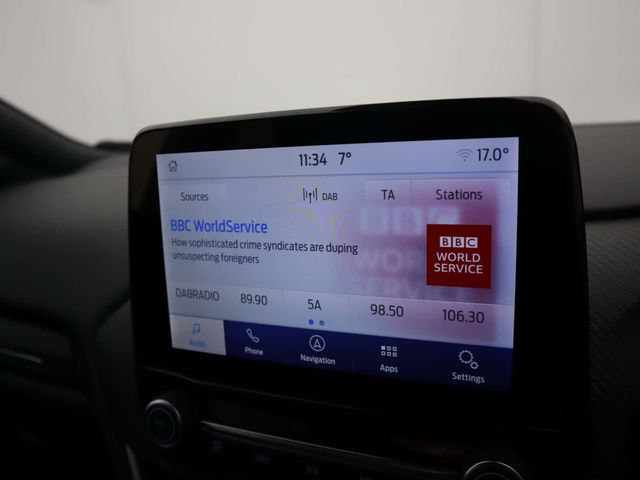 11:34 7° 17.0°
Sources DAB TA Stations
BBC WorldService
How sophisticated crime syndicates are duping
unsuspecting foreigners
BBC
WORLD
SERVICE
DABRADIO 89.90 5A 98.50 106.30
Audio Phone Navigation Apps Settings